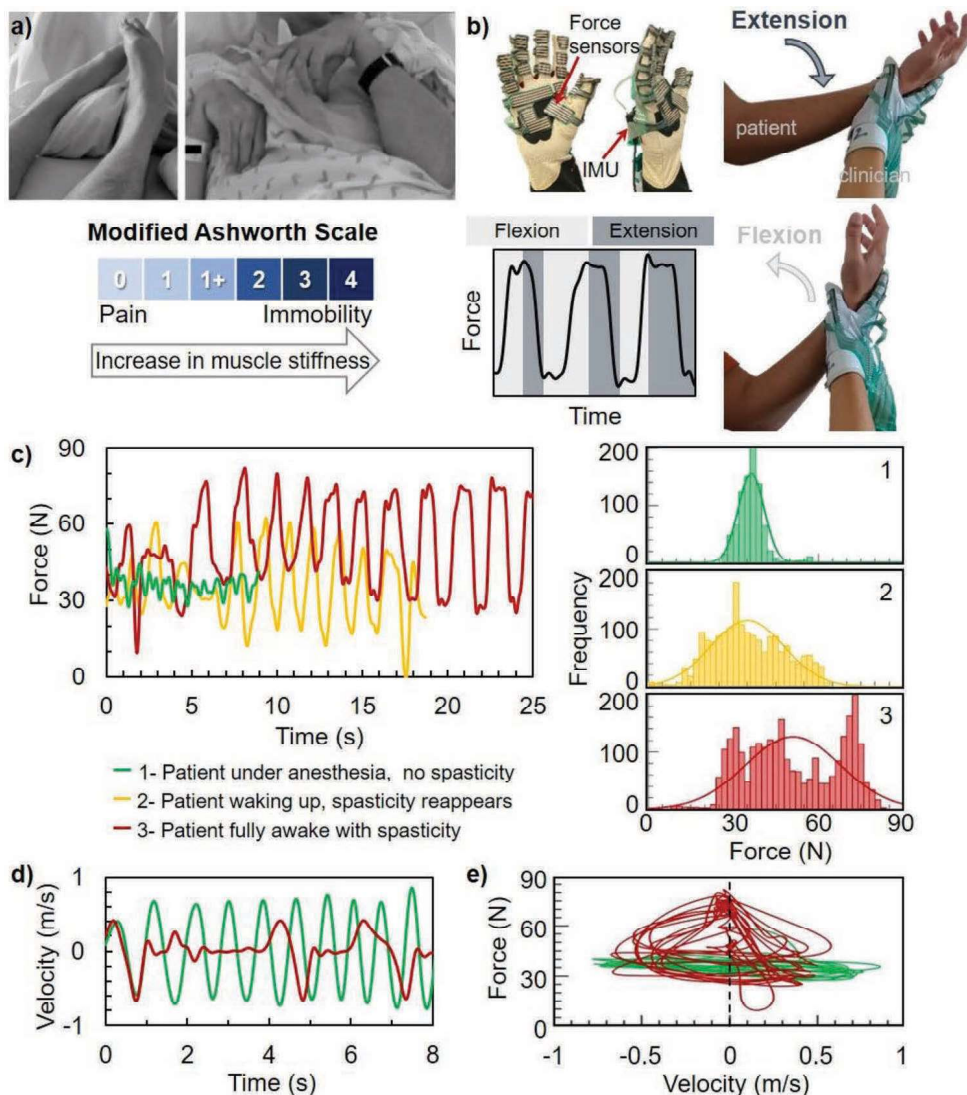 a)
Modified Ashworth Scale
0 1 1+ 2 3 4
Pain Immobility
Increase in muscle stiffness
b)
Force
sensors
IMU
Extension
patient
clinician
Flexion Extension
Force
Time
Flexion
c)
90
60
30
0
Force (N)
0 5 10 15 20 25
Time (s)
1- Patient under anesthesia, no spasticity
2- Patient waking up, spasticity reappears
3- Patient fully awake with spasticity
200
100
0
1
200
100
0
2
200
100
0
3
Frequency
0 30 60 90
Force (N)
d)
1
0
-1
Velocity (m/s)
0 2 4 6 8
Time (s)
e)
90
60
30
0
Force (N)
-1 -0.5 0 0.5 1
Velocity (m/s)